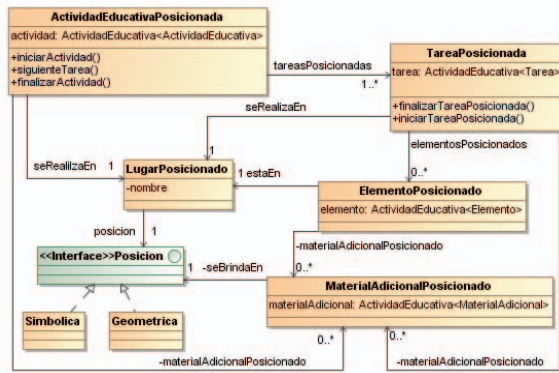 ActividadEducativaPosicionada
actividad: ActividadEducativa<ActividadEducativa>
+iniciarActividad()
+siguienteTarea()
+finalizarActividad()
tareasPosicionadas
1..*
TareaPosicionada
tarea: ActividadEducativa<Tarea>
+finalizarTareaPosicionada()
+iniciarTareaPosicionada()
seRealizaEn
1
elementosPosicionados
0..*
seRealilzaEn
1
LugarPosicionado
-nombre
1 estaEn
ElementoPosicionado
elemento: ActividadEducativa<Elemento>
posicion
1
-materialAdicionalPosicionado
0..*
<<Interface>>Posicion
1
-seBrindaEn
MaterialAdicionalPosicionado
materialAdicional: ActividadEducativa<MaterialAdicional>
Simbolica
Geometrica
0..*
0..*
-materialAdicionalPosicionado
-materialAdicionalPosicionado